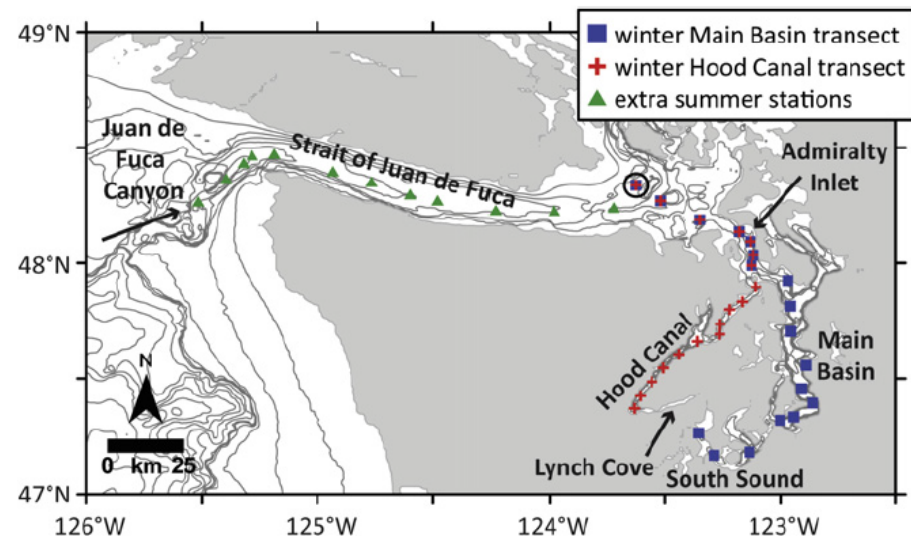 49°N
48°N
47°N
126°W
125°W
124°W
123°W
winter Main Basin transect
winter Hood Canal transect
extra summer stations
Juan de
Fuca
Canyon
Strait of Juan de Fuca
Admiralty
Inlet
Main
Basin
Hood Canal
Lynch Cove
South Sound
N
0 km 25